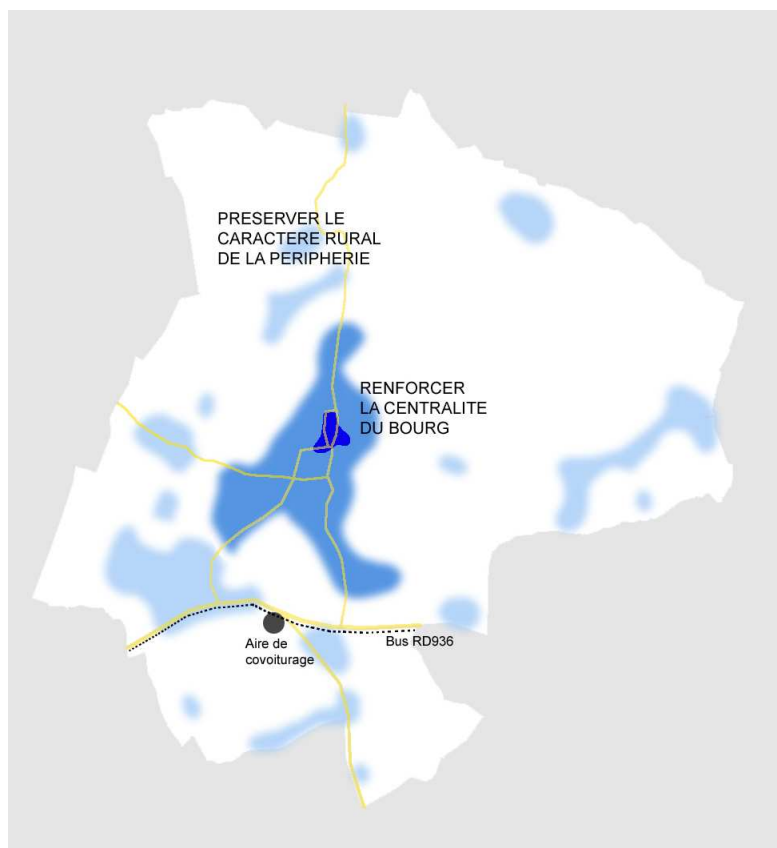 PRESERVER LE
CARACTERE RURAL
DE LA PERIPHERIE
RENFORCER
LA CENTRALITE
DU BOURG
Aire de
covoiturage
Bus RD936